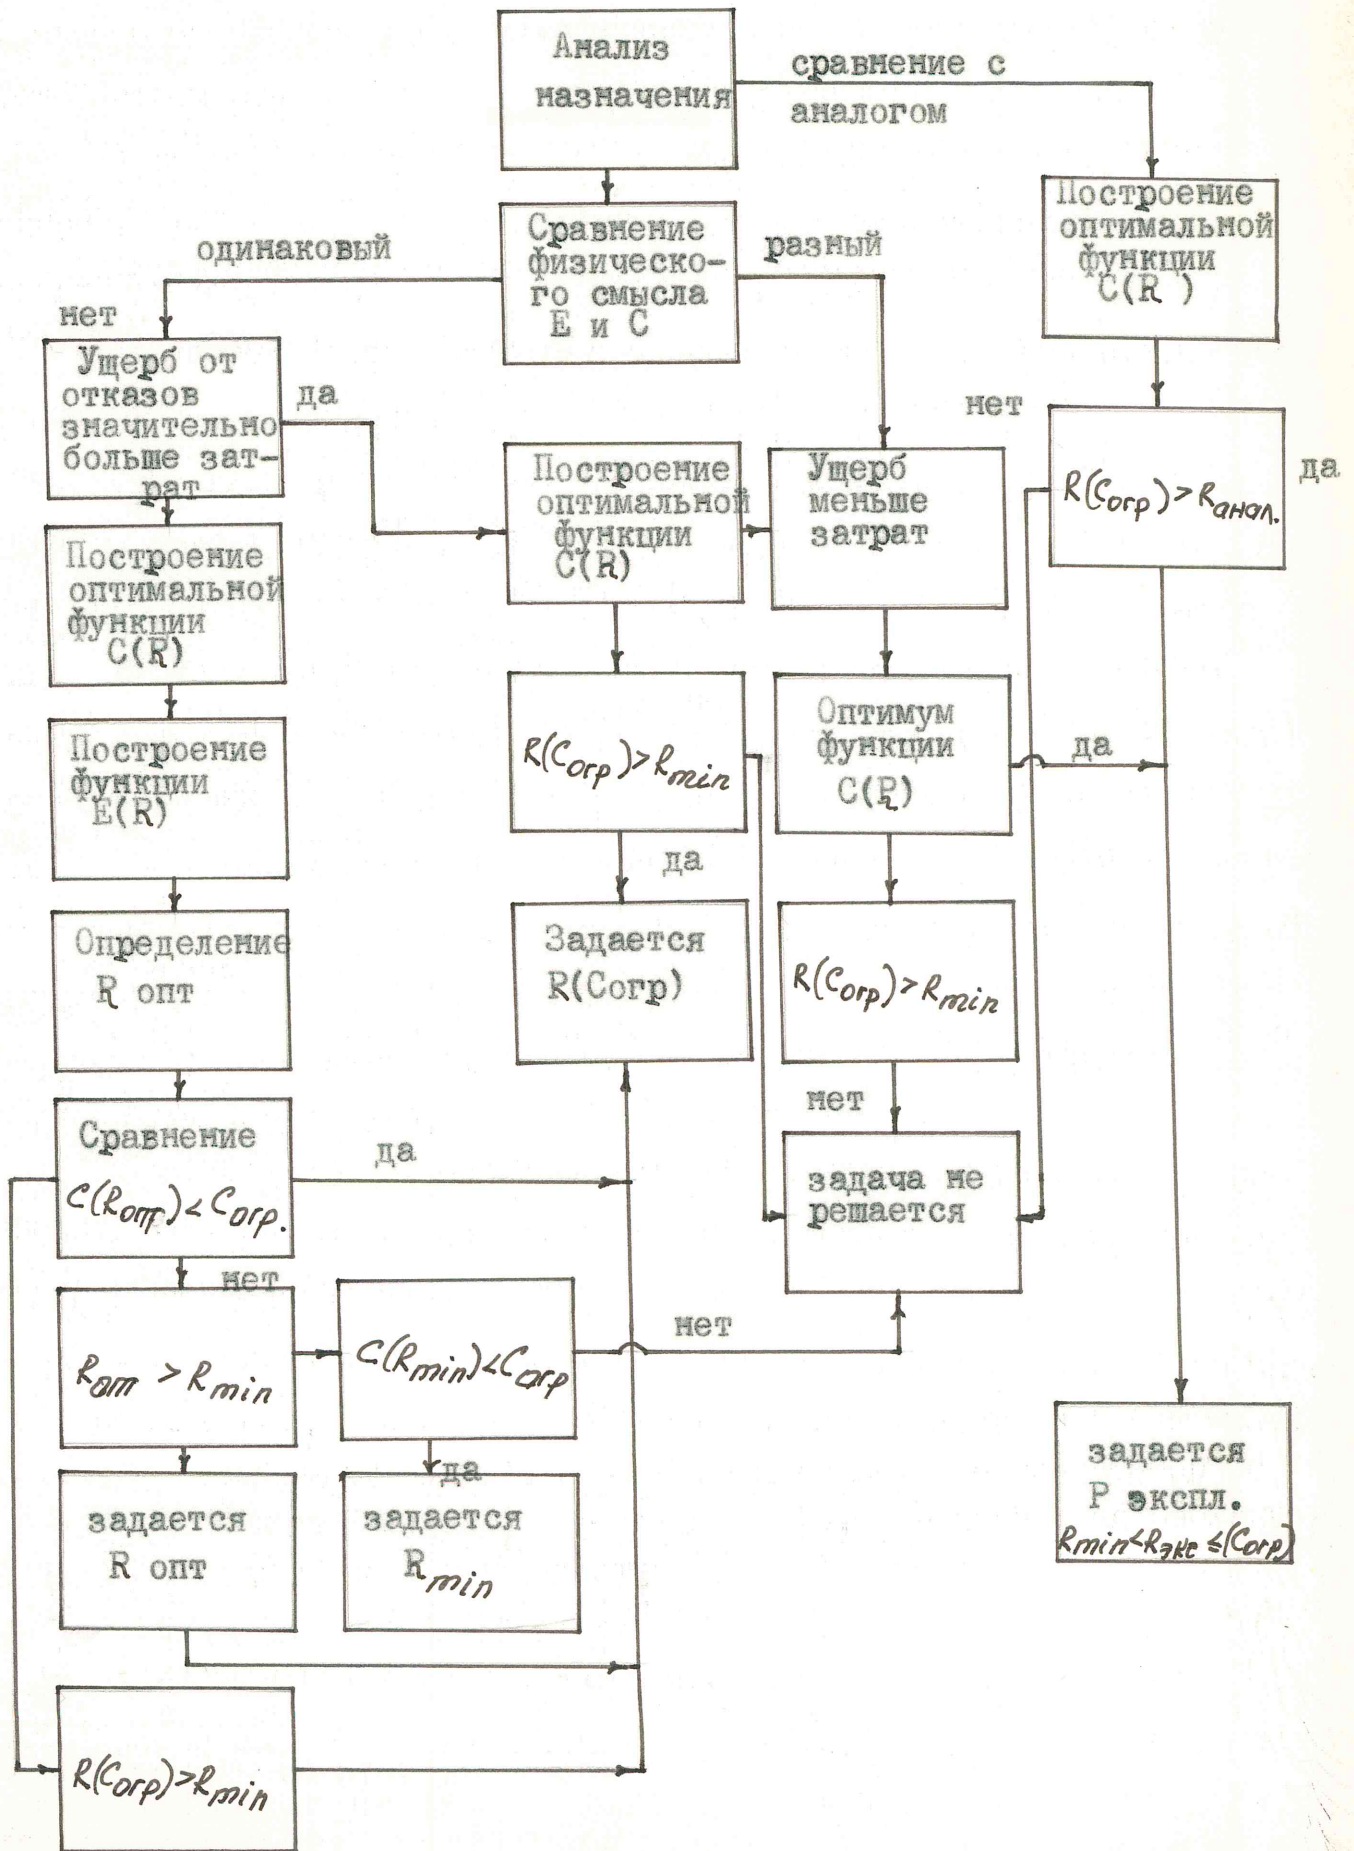 Анализ
назначения
сравнение с
аналогом
Построение
оптимальной
функции
C(R )
Сравнение
физическо-
го смысла
E и C
одинаковый
разный
нет
Ущерб от
отказов
значительно
больше зат-
рат
да
нет
R(Cогр) > Rанал.
да
Построение
оптимальной
функции
C(R)
Ущерб
меньше
затрат
Построение
оптимальной
функции
C(R)
R(Cогр) > Rmin
Оптимум
функции
C(R)
да
Построение
функции
E(R)
да
Определение
R опт
Задается
R(Cогр)
R(Cогр) > Rmin
нет
Сравнение
C(Rопт) < Cогр.
да
задача не
решается
нет
Rопт > Rmin
C(Rmin) < Cогр
нет
да
задается
R опт
задается
Rmin
задается
P экспл.
Rmin < Rэкс ≤ (Cогр)
R(Cогр) > Rmin